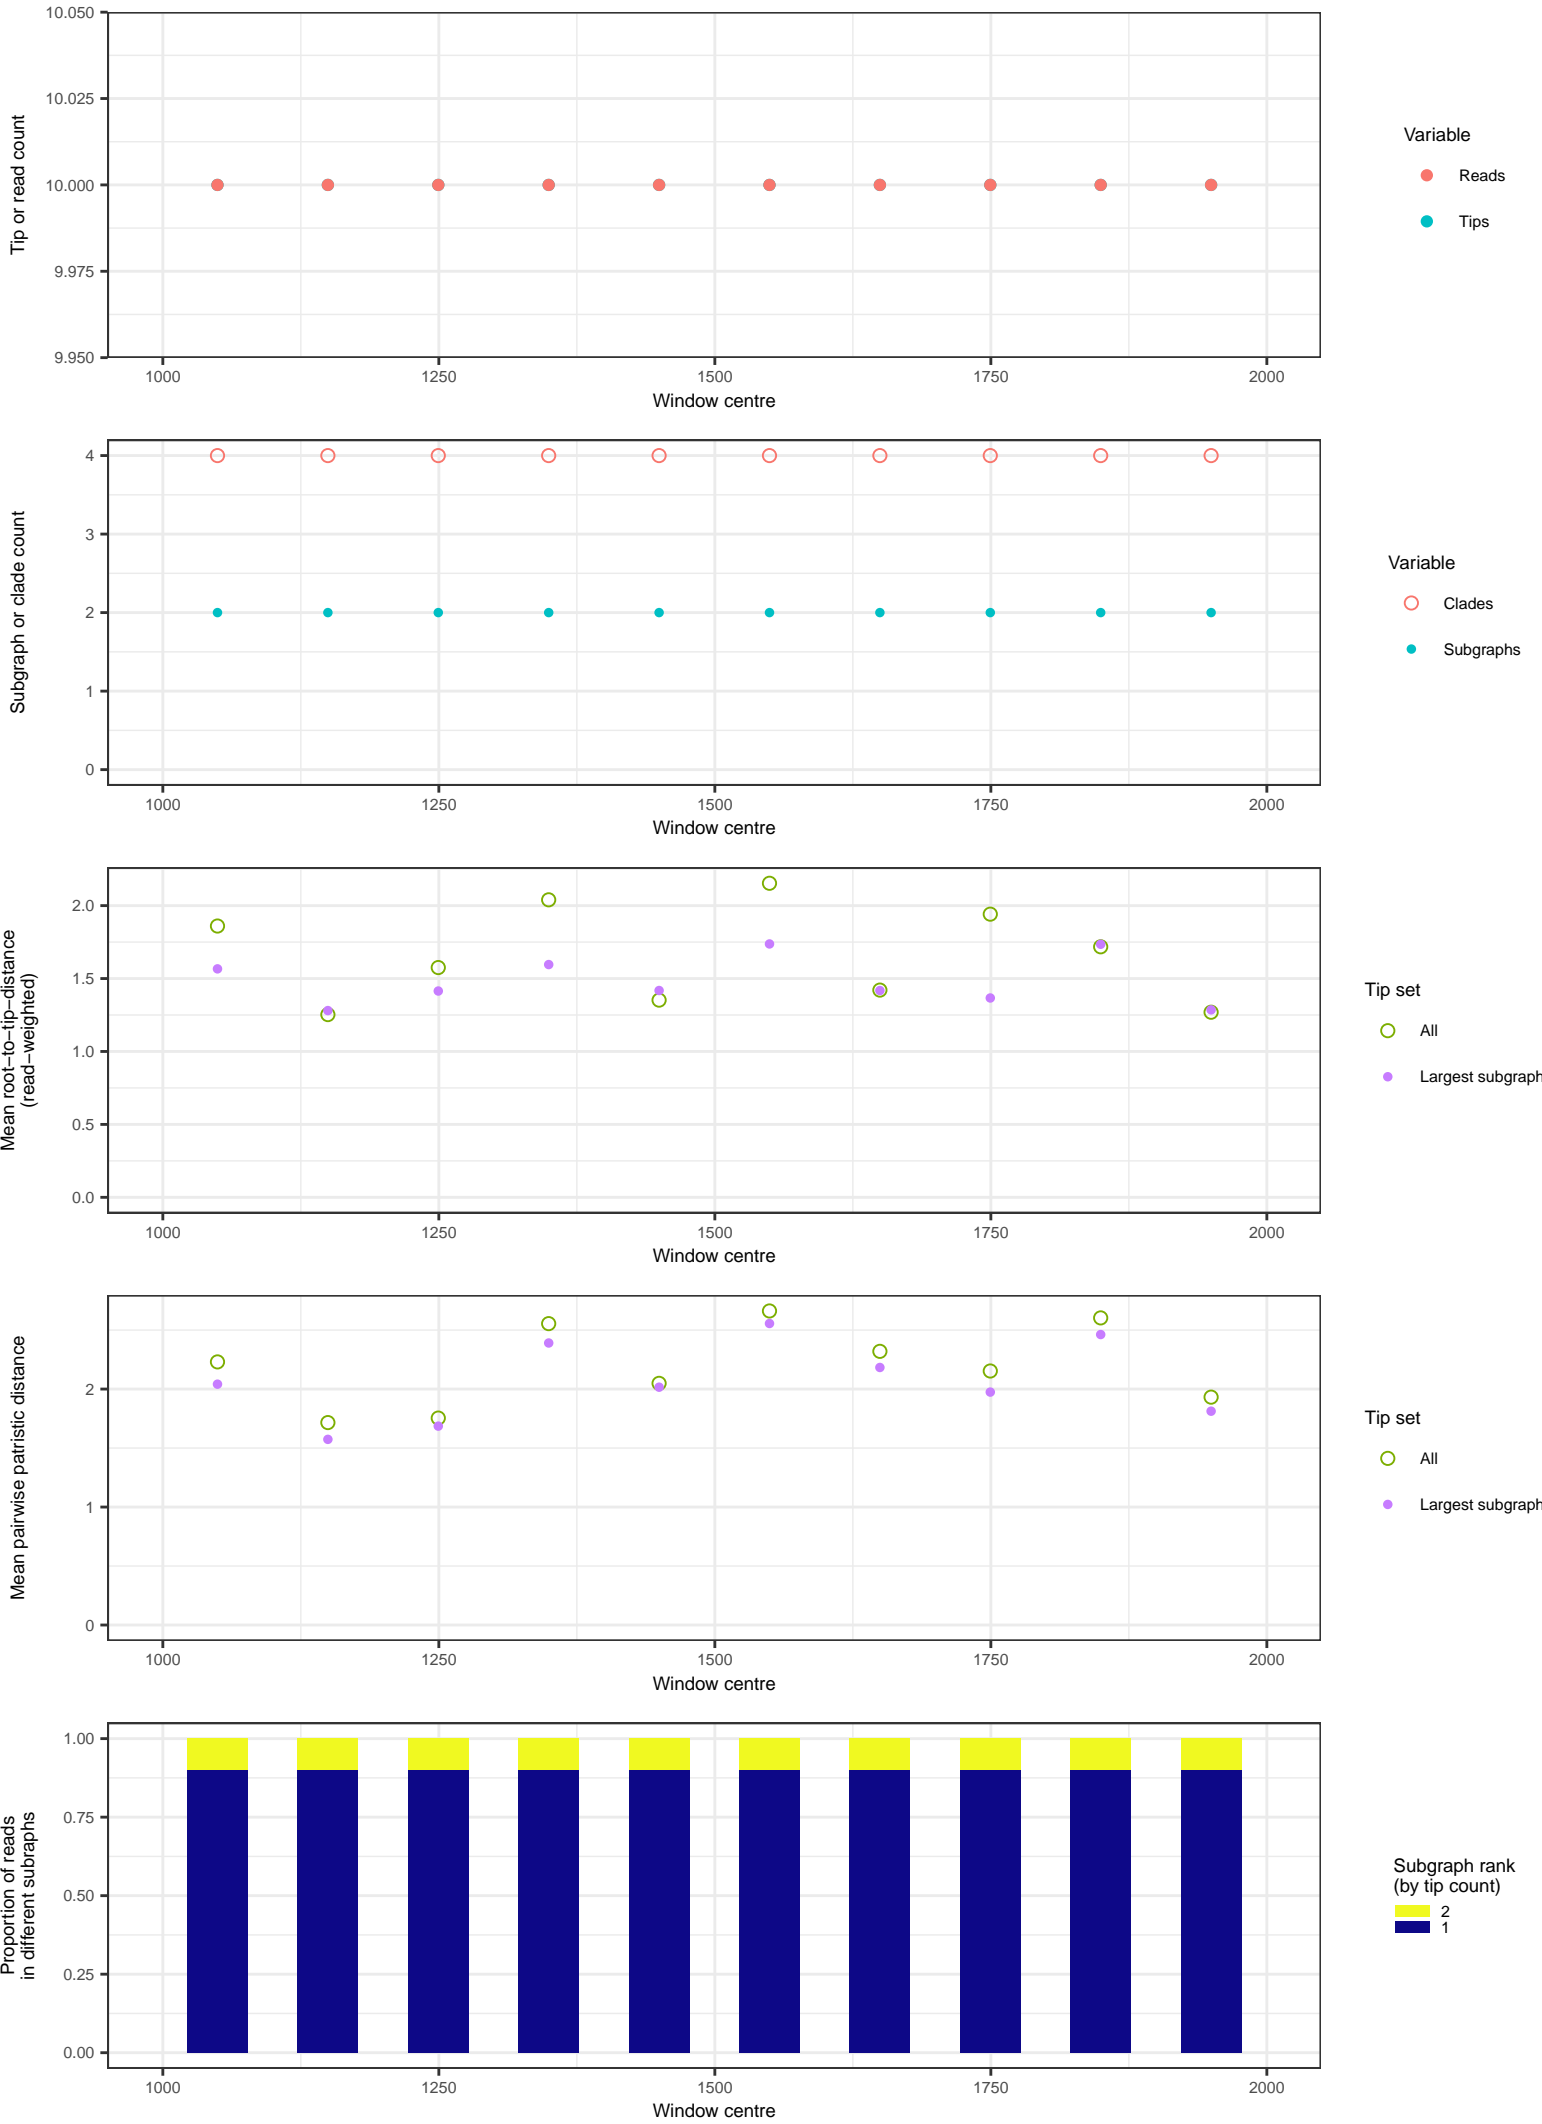 10.050
10.025
10.000
9.975
9.950
Tip or read count
1000 1250 1500 1750 2000
Window centre
Variable
Reads
Tips
4
3
2
1
0
Subgraph or clade count
1000 1250 1500 1750 2000
Window centre
Variable
Clades
Subgraphs
2.0
1.5
1.0
0.5
0.0
Mean root−to−tip−distance
(read−weighted)
1000 1250 1500 1750 2000
Window centre
Tip set
All
Largest subgraph
2
1
0
Mean pairwise patristic distance
1000 1250 1500 1750 2000
Window centre
Tip set
All
Largest subgraph
1.00
0.75
0.50
0.25
0.00
Proportion of reads
in different subraphs
1000 1250 1500 1750 2000
Window centre
Subgraph rank
(by tip count)
2
1